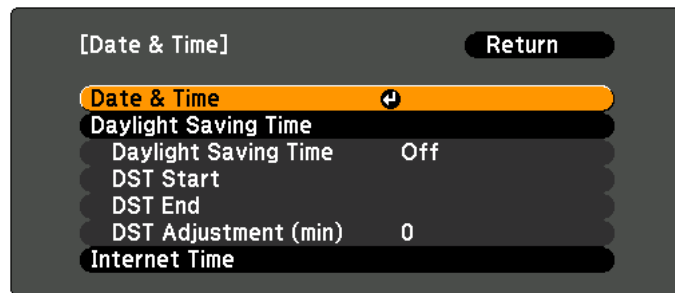 [Date & Time] Return
Date & Time
Daylight Saving Time
Daylight Saving Time Off
DST Start
DST End
DST Adjustment (min) 0
Internet Time